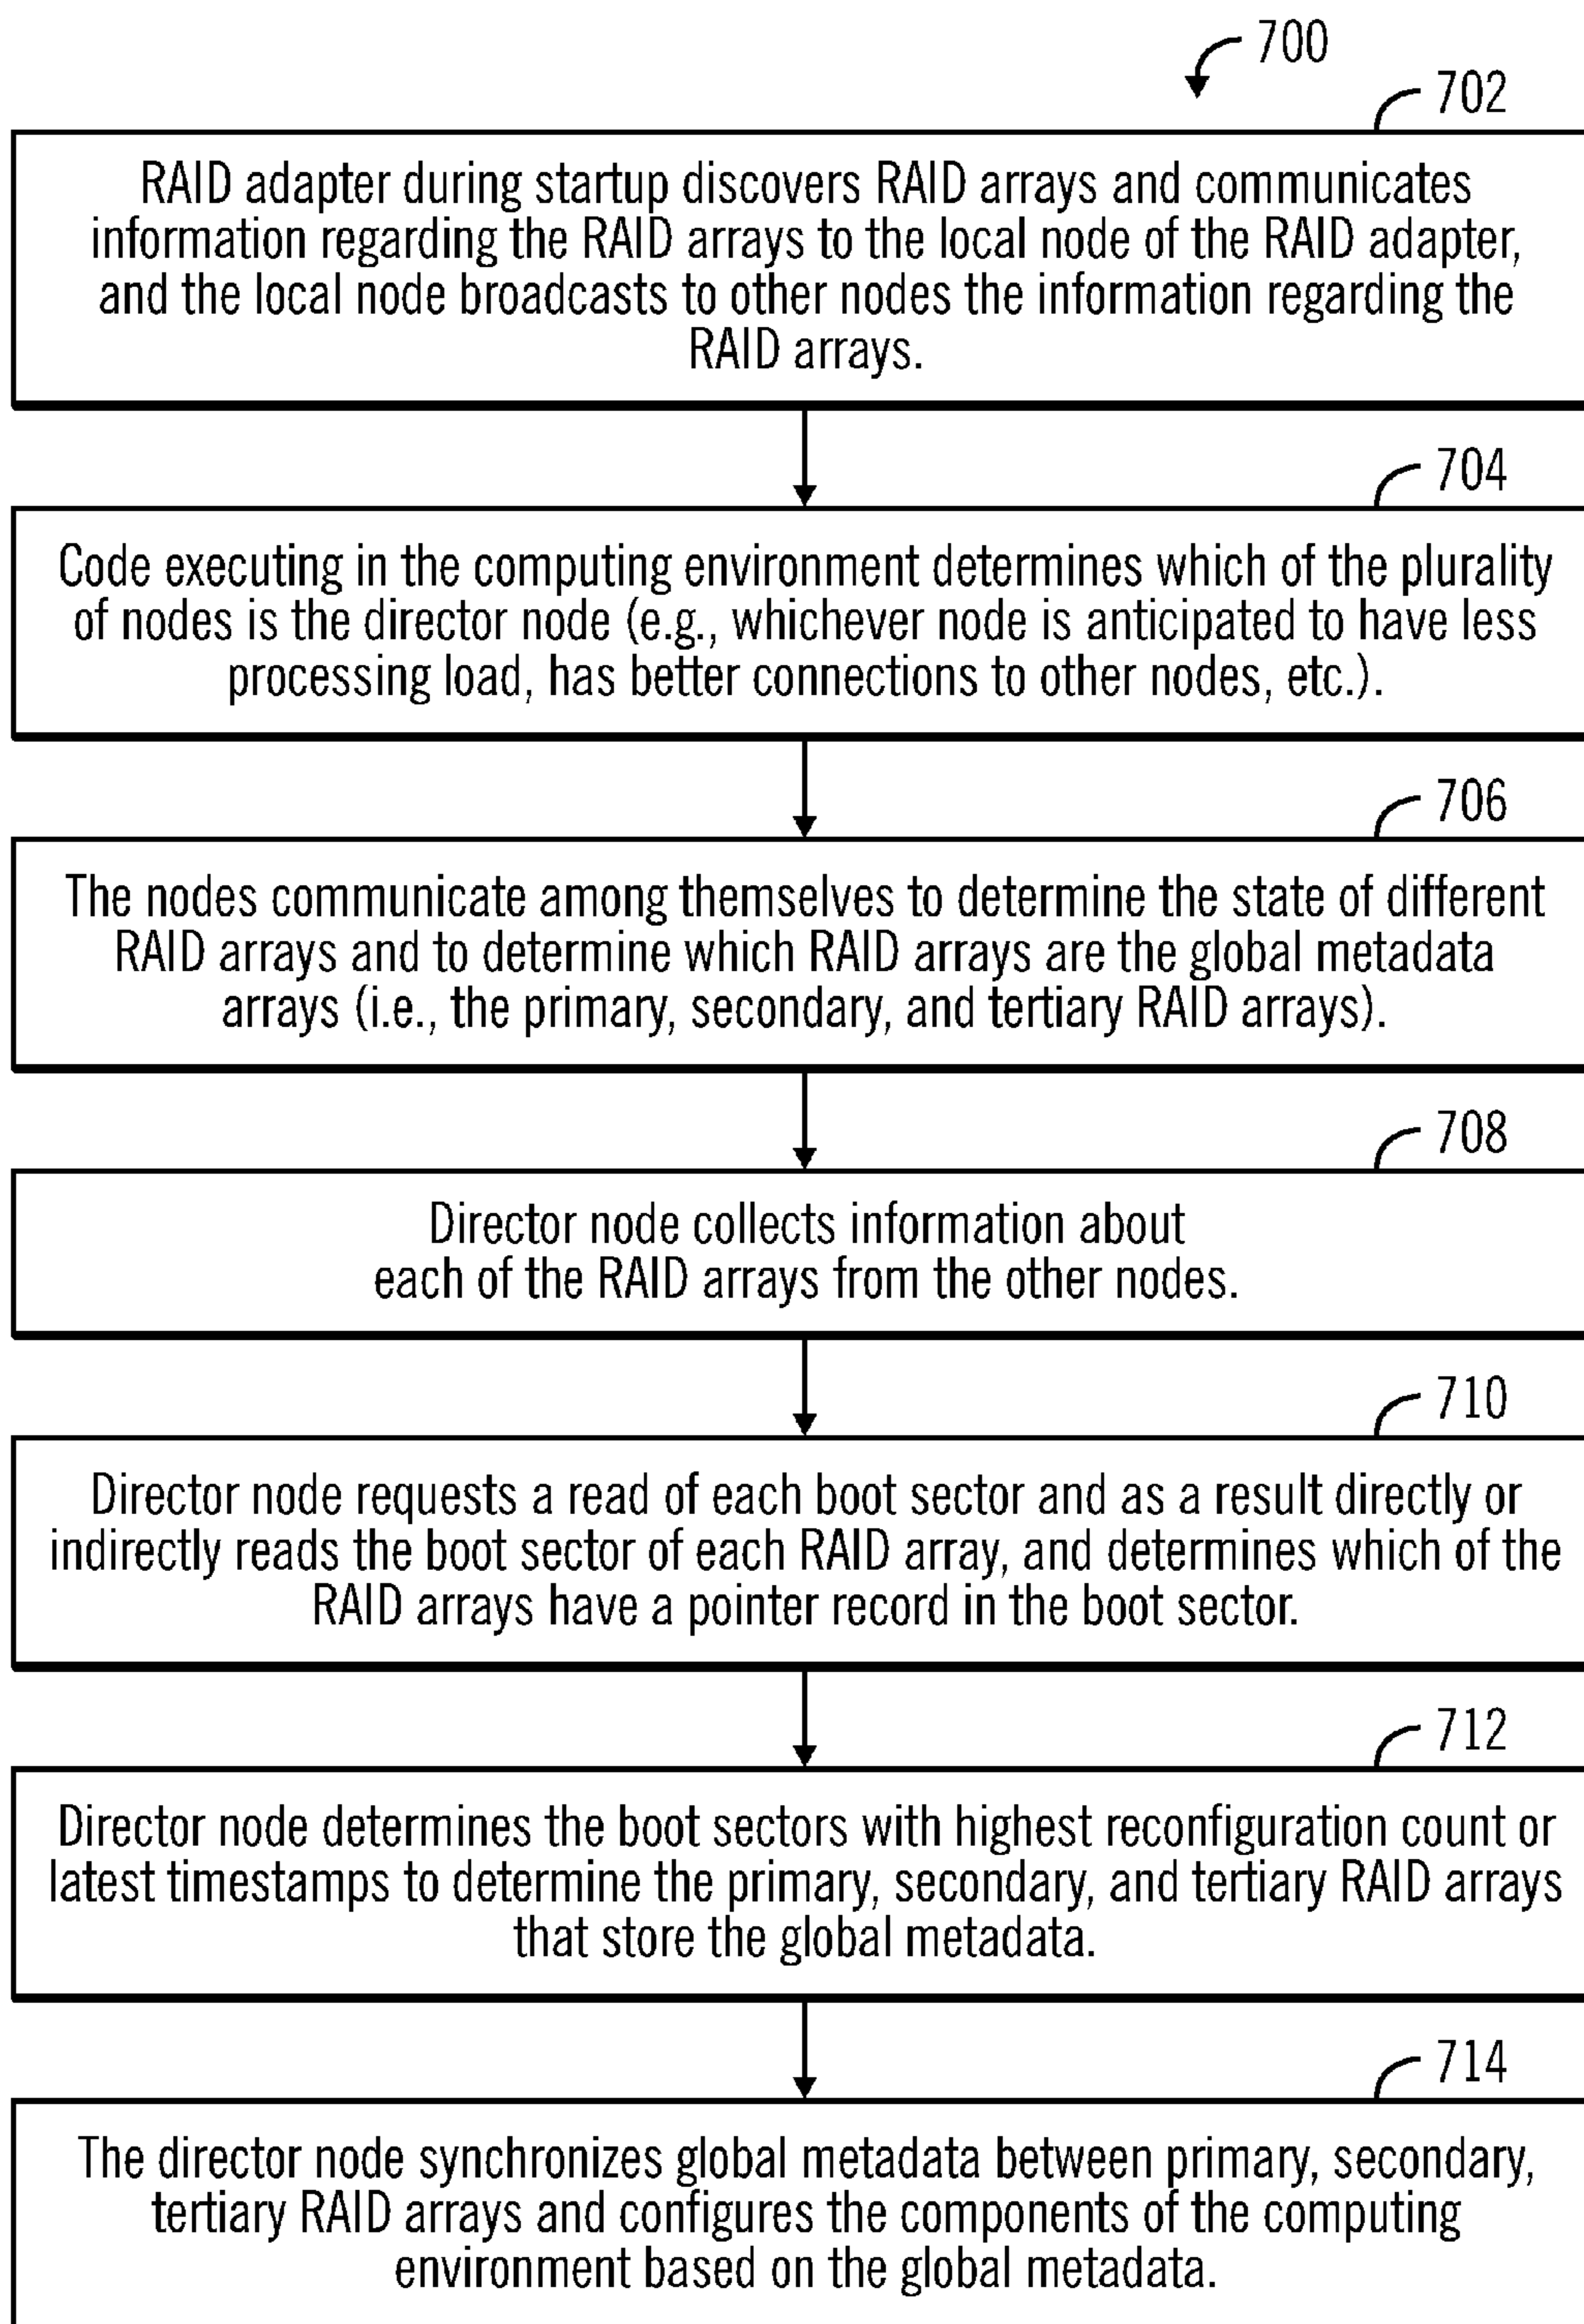 700
702
RAID adapter during startup discovers RAID arrays and communicates
information regarding the RAID arrays to the local node of the RAID adapter,
and the local node broadcasts to other nodes the information regarding the
RAID arrays.
704
Code executing in the computing environment determines which of the plurality
of nodes is the director node (e.g., whichever node is anticipated to have less
processing load, has better connections to other nodes, etc.).
706
The nodes communicate among themselves to determine the state of different
RAID arrays and to determine which RAID arrays are the global metadata
arrays (i.e., the primary, secondary, and tertiary RAID arrays).
708
Director node collects information about
each of the RAID arrays from the other nodes.
710
Director node requests a read of each boot sector and as a result directly or
indirectly reads the boot sector of each RAID array, and determines which of the
RAID arrays have a pointer record in the boot sector.
712
Director node determines the boot sectors with highest reconfiguration count or
latest timestamps to determine the primary, secondary, and tertiary RAID arrays
that store the global metadata.
714
The director node synchronizes global metadata between primary, secondary,
tertiary RAID arrays and configures the components of the computing
environment based on the global metadata.